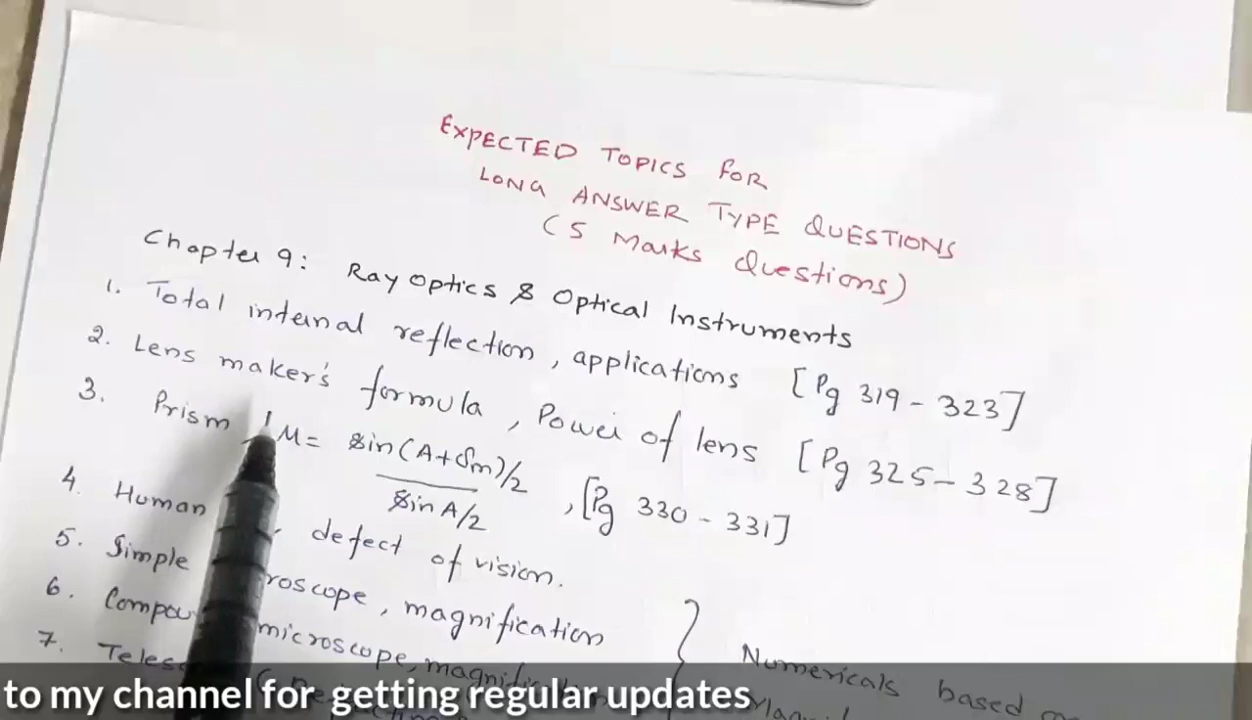 EXPECTED TOPICS FOR
LONG ANSWER TYPE QUESTIONS
(5 Marks Questions)
Chapter 9: Ray Optics & Optical Instruments
1. Total internal reflection, applications [Pg 319-323]
2. Lens maker's formula, Power of lens [Pg 325-328]
3. Prism μ = sin(A+δm)/2 / sin A/2, [Pg 330-331]
4. Human defect of vision.
5. Simple roscope, magnification
6. Compou microscope, magnific
7. Teles
Numericals based
to my channel for getting regular updates